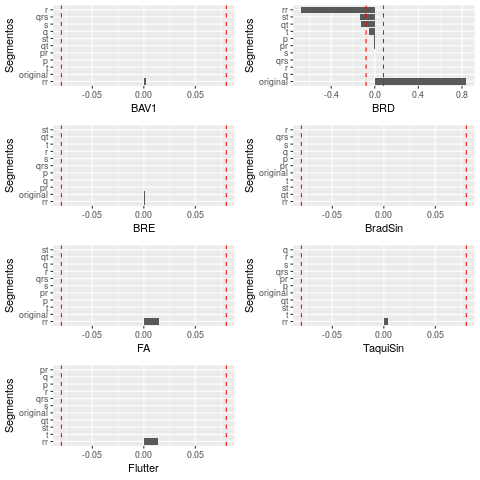 Segmentos
r
qrs
s
q
st
qt
pr
p
t
original
rr
-0.05
0.00
0.05
BAV1
Segmentos
rr
st
qt
t
p
pr
s
qrs
r
q
original
-0.4
0.0
0.4
0.8
BRD
Segmentos
st
qt
t
r
s
qrs
p
q
pr
original
rr
-0.05
0.00
0.05
BRE
Segmentos
r
qrs
s
q
p
pr
original
t
st
qt
rr
-0.05
0.00
0.05
BradSin
Segmentos
st
qt
q
r
qrs
s
pr
p
t
original
rr
-0.05
0.00
0.05
FA
Segmentos
q
r
s
qrs
pr
p
original
qt
st
t
rr
-0.05
0.00
0.05
TaquiSin
Segmentos
pr
q
p
r
qrs
s
original
qt
st
t
rr
-0.05
0.00
0.05
Flutter